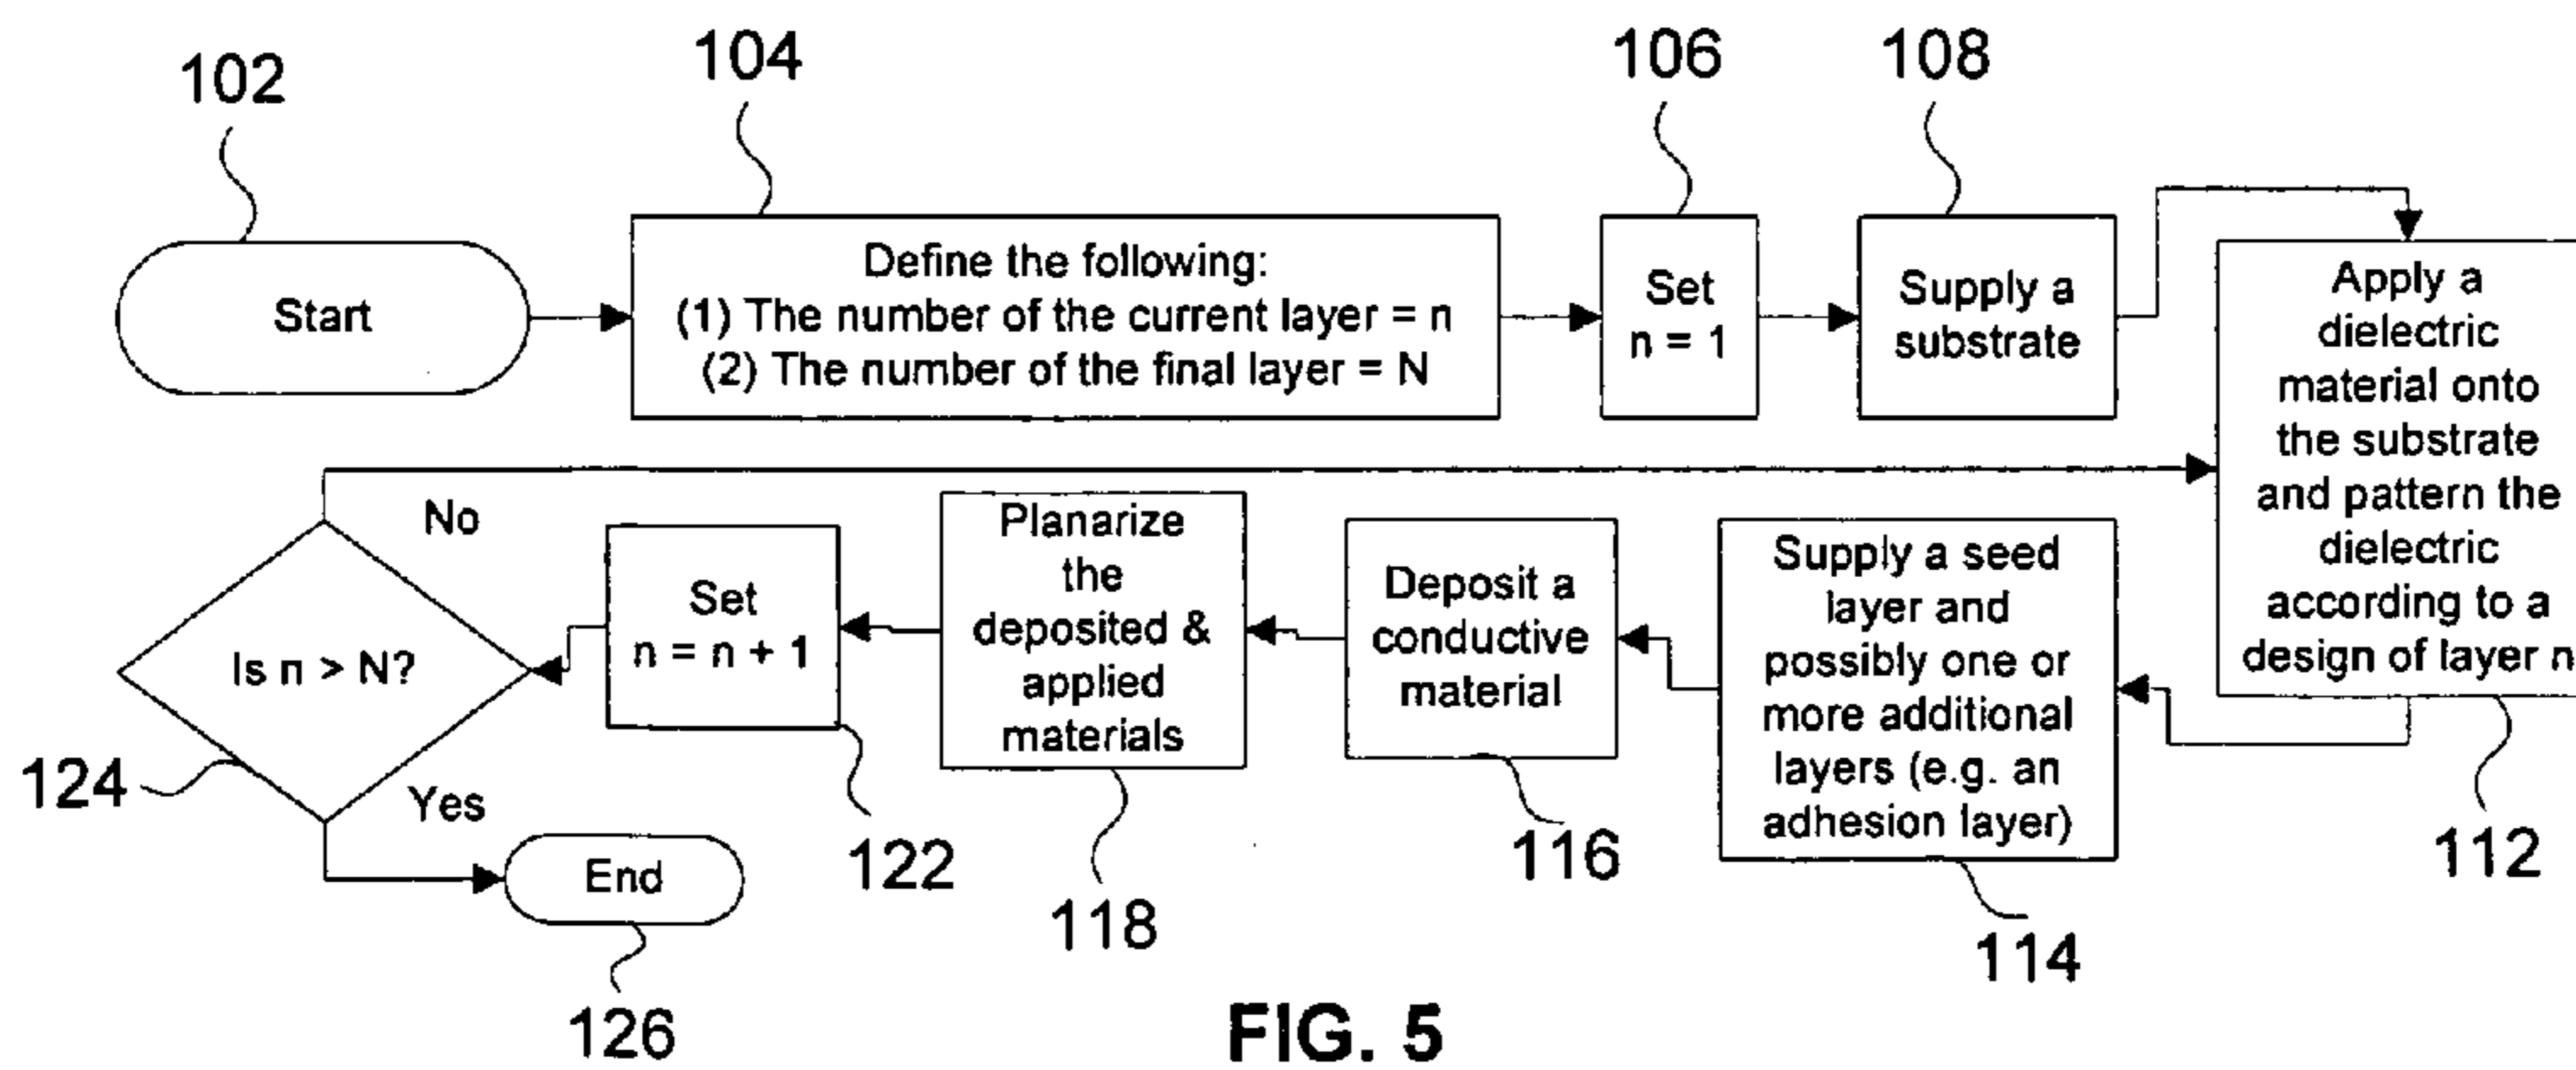 102
104
106
108
Start
Define the following:
(1) The number of the current layer = n
(2) The number of the final layer = N
Set
n = 1
Supply a
substrate
Apply a
dielectric
material onto
the substrate
and pattern the
dielectric
according to a
design of layer n
112
Supply a seed
layer and
possibly one or
more additional
layers (e.g. an
adhesion layer)
114
Deposit a
conductive
material
116
Planarize
the
deposited &
applied
materials
118
Set
n = n + 1
122
Is n > N?
124
No
Yes
End
126
FIG. 5